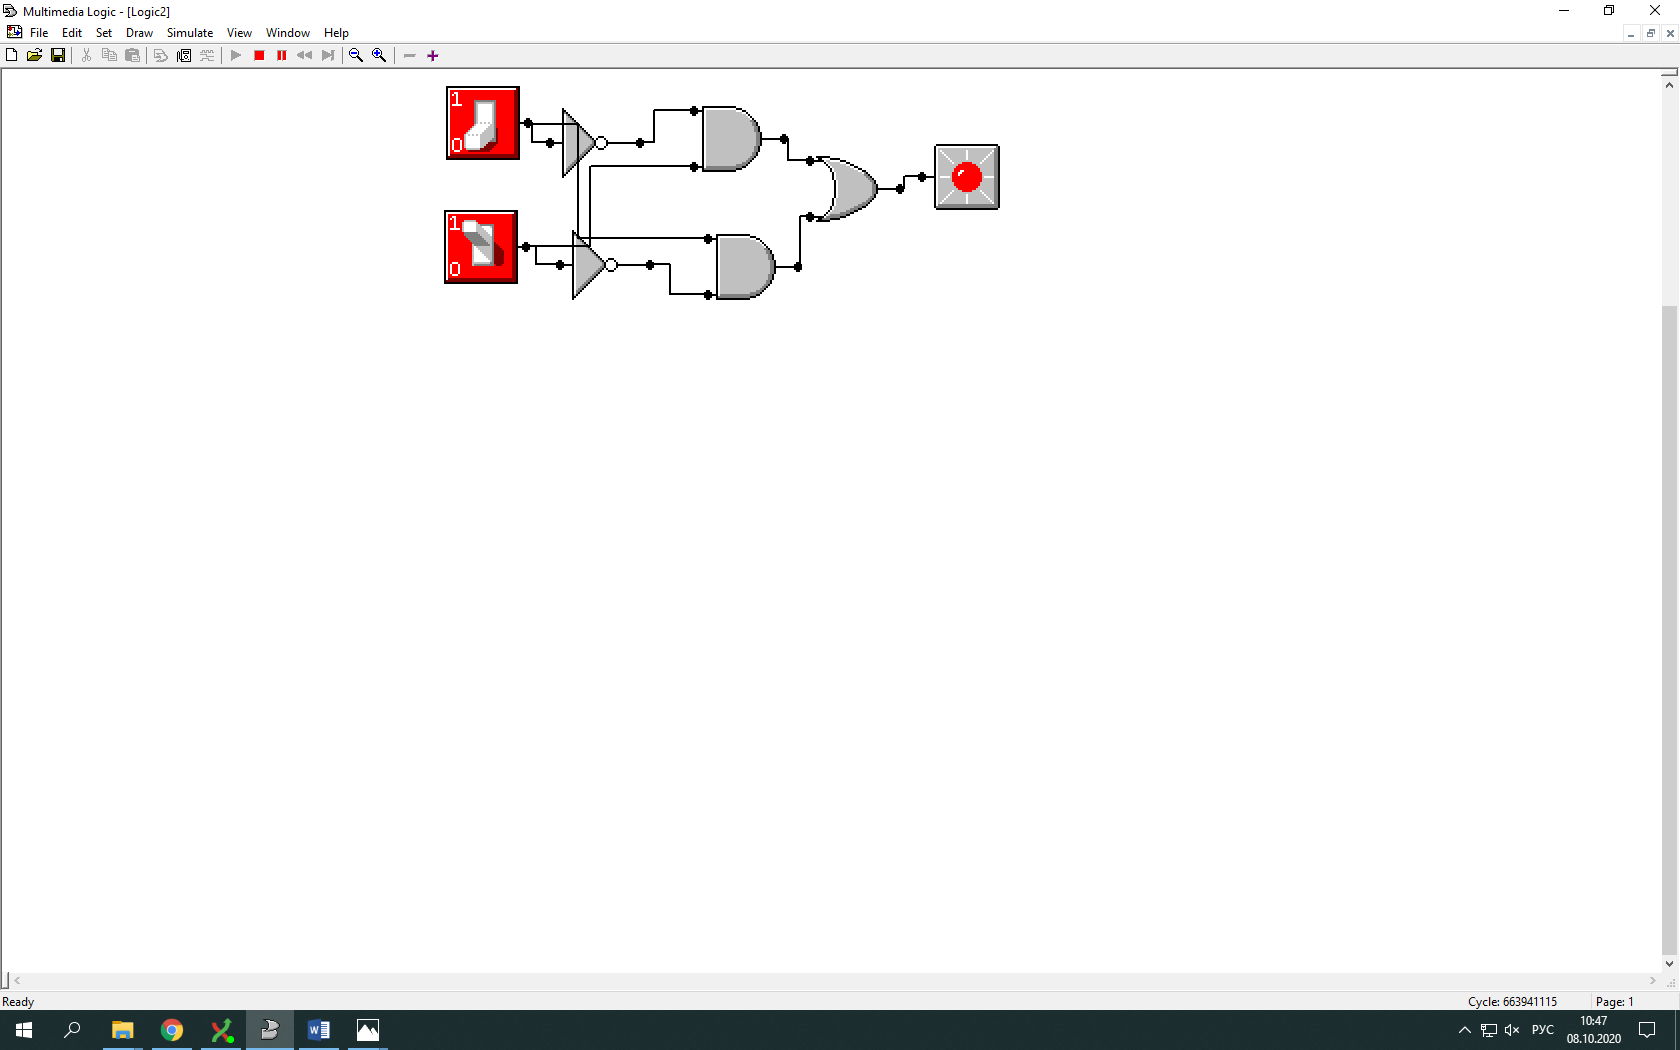 Multimedia Logic - [Logic2]
File Edit Set Draw Simulate View Window Help
1
0
1
0
Ready
Cycle: 663941115
Page: 1
РУС
10:47
08.10.2020